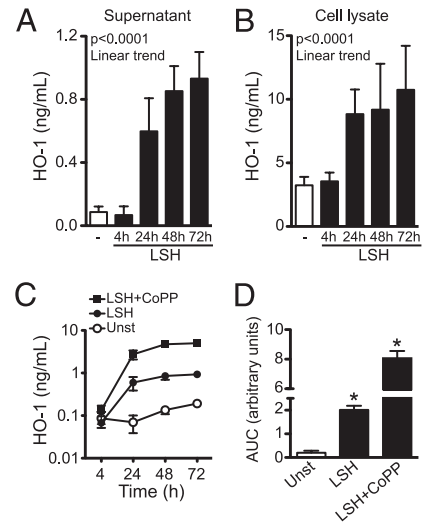 A
Supernatant
p<0.0001
Linear trend
HO-1 (ng/mL)
1.2
0.8
0.4
0.0
- 4h 24h 48h 72h
LSH
B
Cell lysate
p<0.0001
Linear trend
HO-1 (ng/mL)
15
10
5
0
- 4h 24h 48h 72h
LSH
C
LSH+CoPP
LSH
Unst
HO-1 (ng/mL)
10
1
0.1
0.01
4 24 48 72
Time (h)
D
AUC (arbitrary units)
10
8
6
2
1
0
* *
Unst
LSH
LSH+CoPP